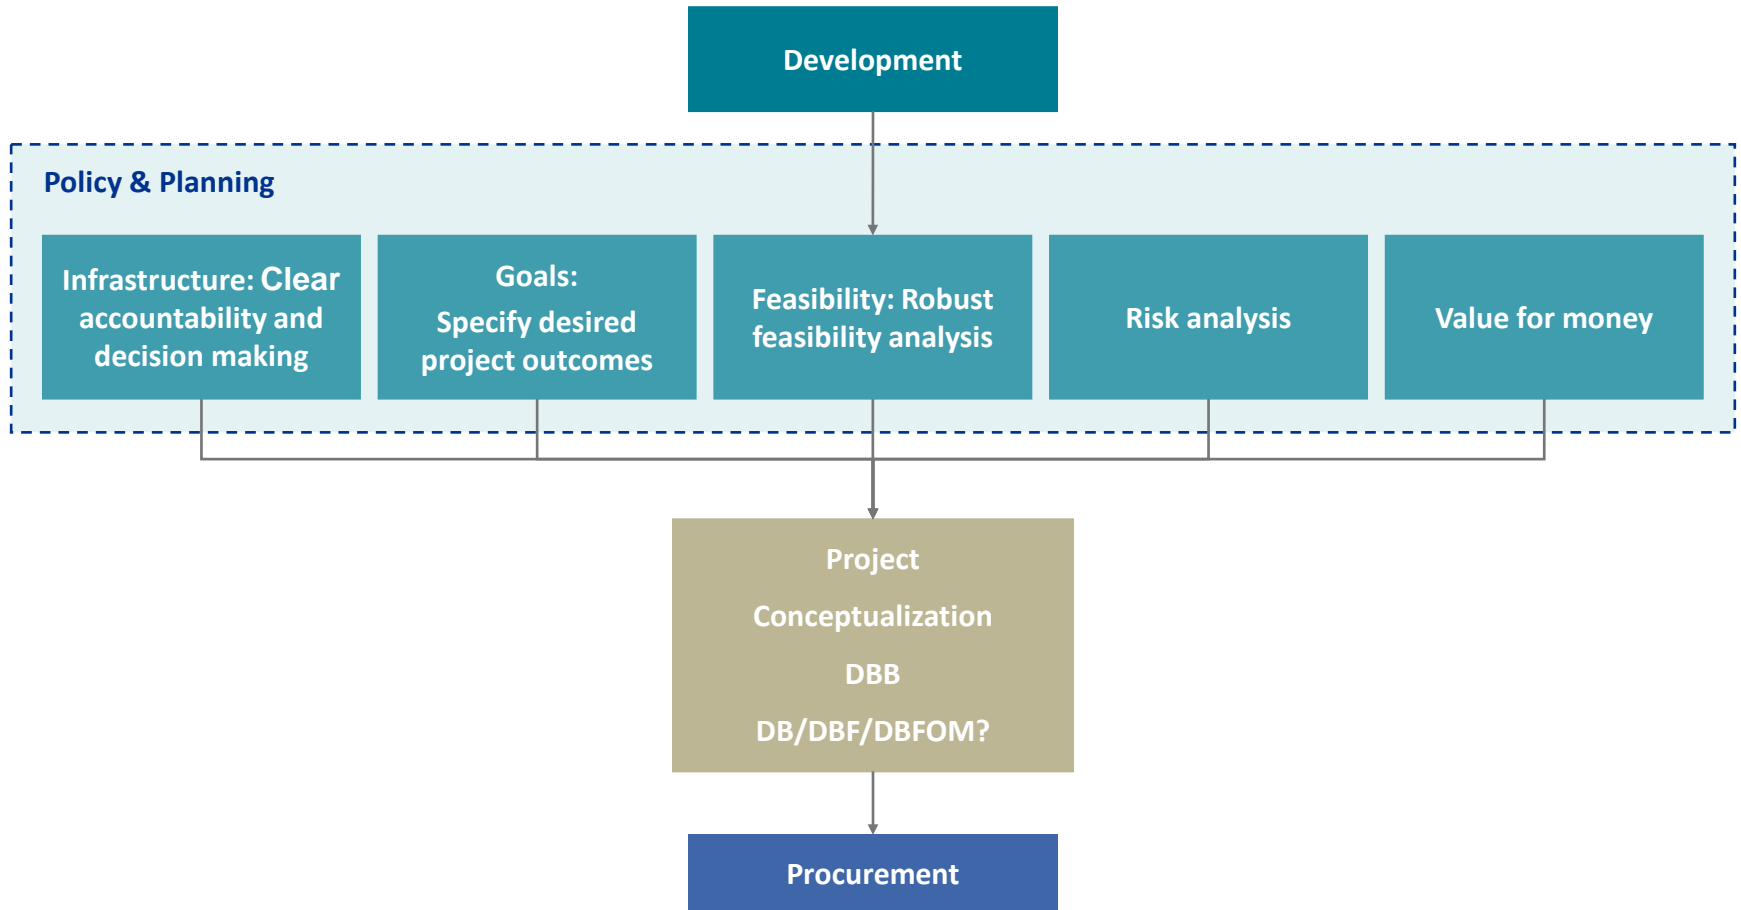 Development
Policy & Planning
Infrastructure: Clear
accountability and
decision making
Goals:
Specify desired
project outcomes
Feasibility: Robust
feasibility analysis
Risk analysis
Value for money
Project
Conceptualization
DBB
DB/DBF/DBFOM?
Procurement